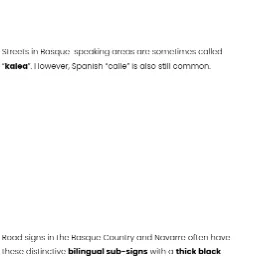 Streets in Basque-speaking areas are sometimes called
“kalea”. However, Spanish “calle” is also still common.
Road signs in the Basque Country and Navarre often have
these distinctive bilingual sub-signs with a thick black